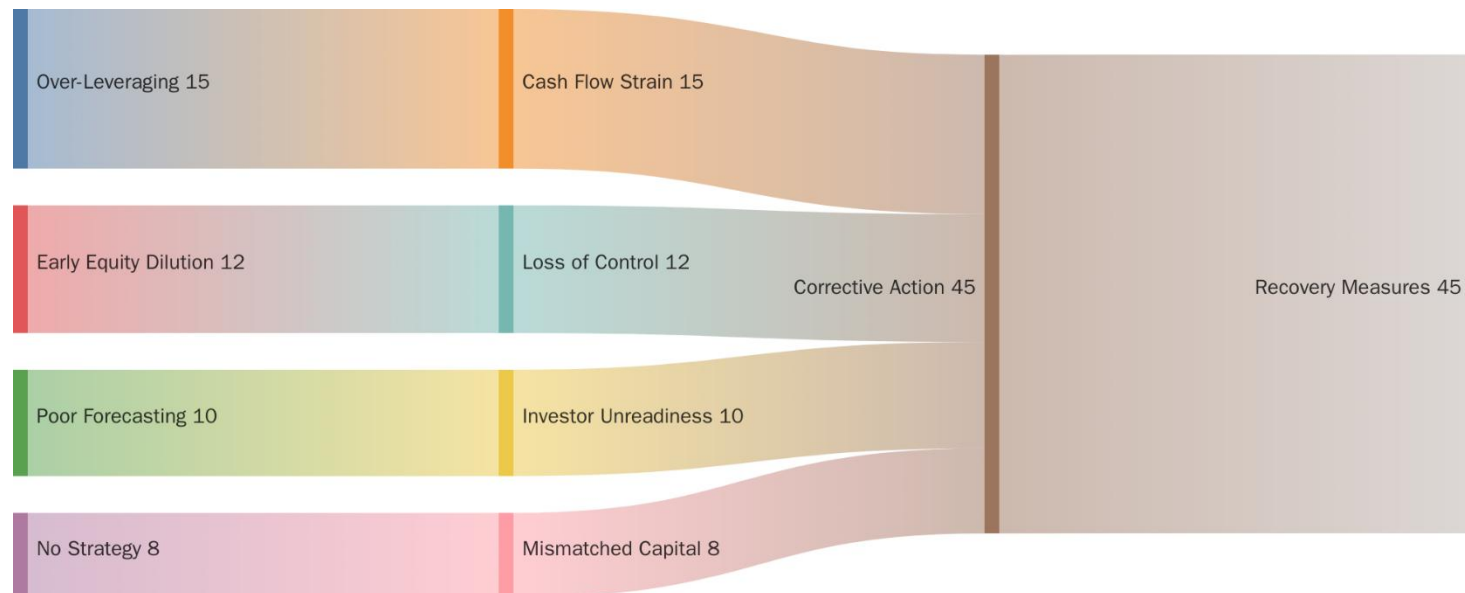 Over-Leveraging 15
Cash Flow Strain 15
Early Equity Dilution 12
Loss of Control 12
Corrective Action 45
Recovery Measures 45
Poor Forecasting 10
Investor Unreadiness 10
No Strategy 8
Mismatched Capital 8